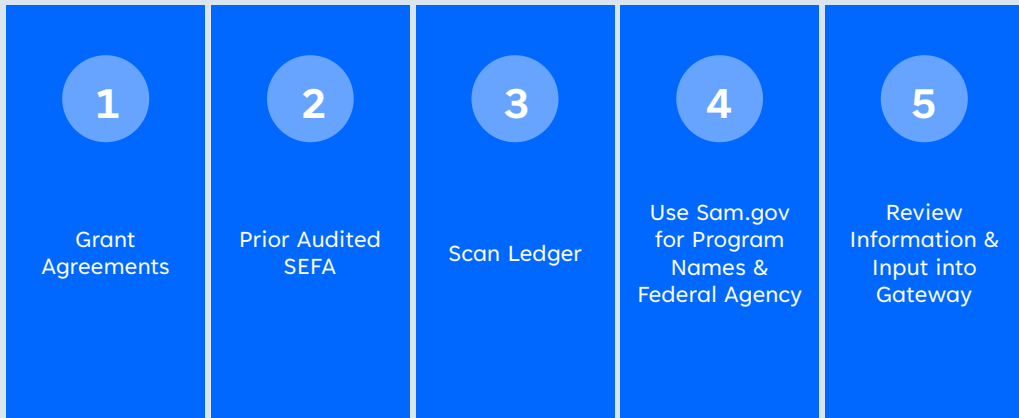 1
Grant
Agreements
2
Prior Audited
SEFA
3
Scan Ledger
4
Use Sam.gov
for Program
Names &
Federal Agency
5
Review
Information &
Input into
Gateway